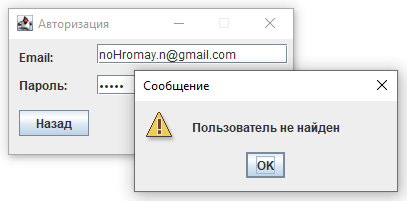 Авторизация
Email:
noHromay.n@gmail.com
Пароль:
•••••
Назад
Сообщение
Пользователь не найден
OK